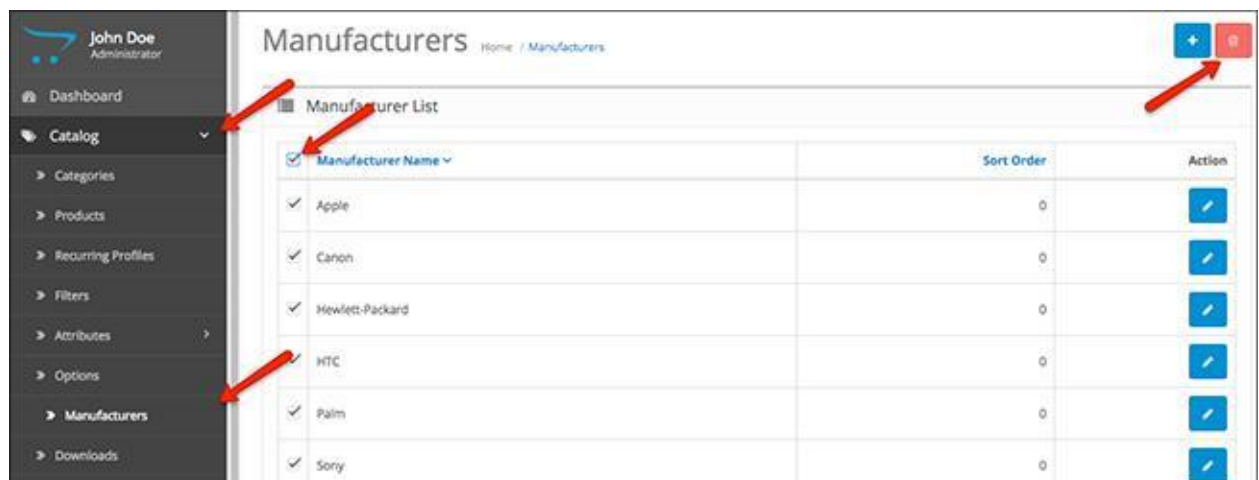 John Doe
Administrator
Dashboard
Catalog
Categories
Products
Recurring Profiles
Filters
Attributes
Options
Manufacturers
Downloads
Manufacturers Home / Manufacturers
Manufacturer List
Manufacturer Name Sort Order Action
Apple 0
Canon 0
Hewlett-Packard 0
HTC 0
Palm 0
Sony 0